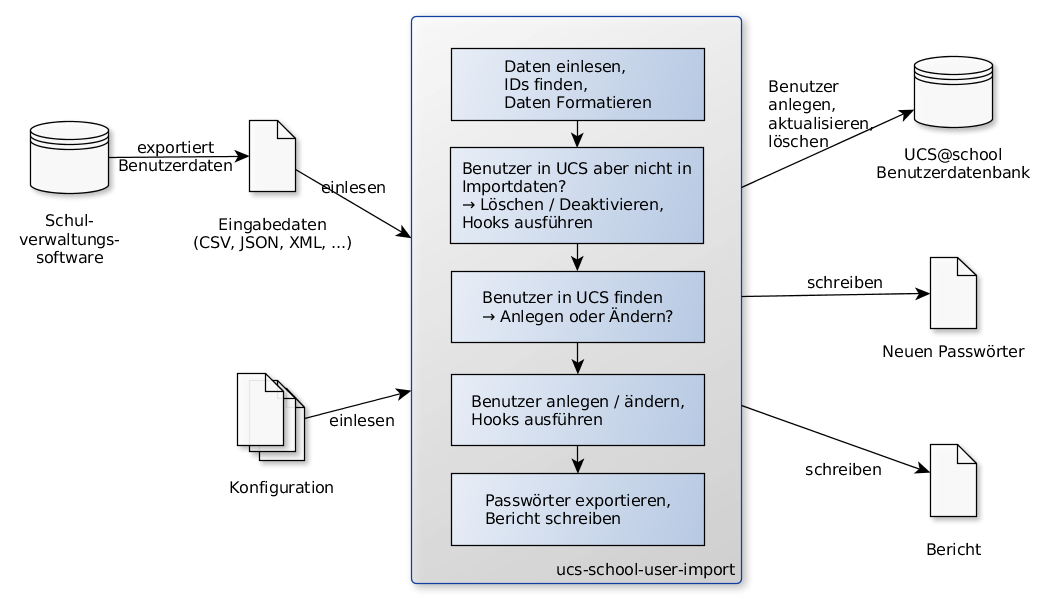 exportiert
Benutzerdaten
Schul-
verwaltungs-
software
Eingabedaten
(CSV, JSON, XML, ...)
einlesen
einlesen
Konfiguration
Daten einlesen,
IDs finden,
Daten Formatieren
Benutzer in UCS aber nicht in
Importdaten?
→ Löschen / Deaktivieren,
Hooks ausführen
Benutzer in UCS finden
→ Anlegen oder Ändern?
Benutzer anlegen / ändern,
Hooks ausführen
Passwörter exportieren,
Bericht schreiben
ucs-school-user-import
Benutzer
anlegen,
aktualisieren,
löschen
UCS@school
Benutzerdatenbank
schreiben
Neuen Passwörter
schreiben
Bericht